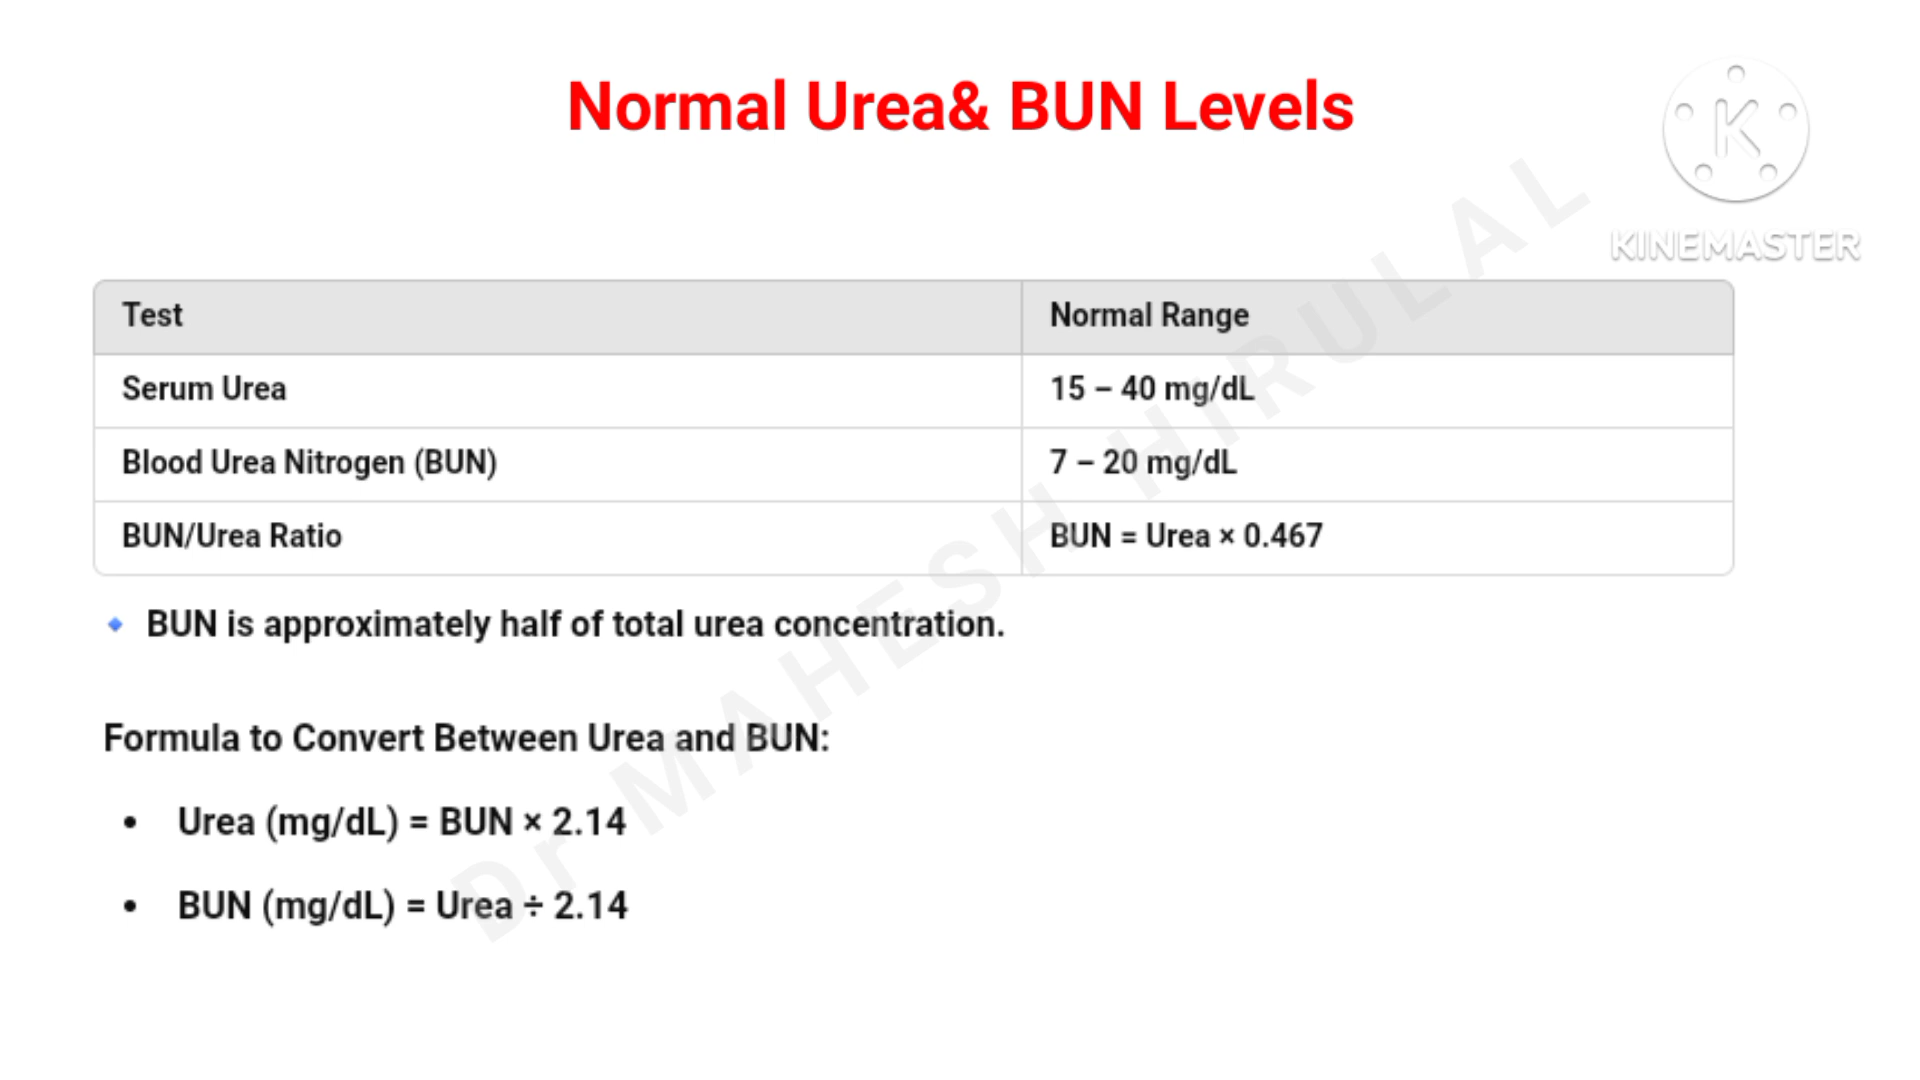 Normal Urea& BUN Levels
KINEMASTER
Test Normal Range
Serum Urea 15 – 40 mg/dL
Blood Urea Nitrogen (BUN) 7 – 20 mg/dL
BUN/Urea Ratio BUN = Urea × 0.467
BUN is approximately half of total urea concentration.
Formula to Convert Between Urea and BUN:
• Urea (mg/dL) = BUN × 2.14
• BUN (mg/dL) = Urea ÷ 2.14
Dr MAHESH HIRULAL